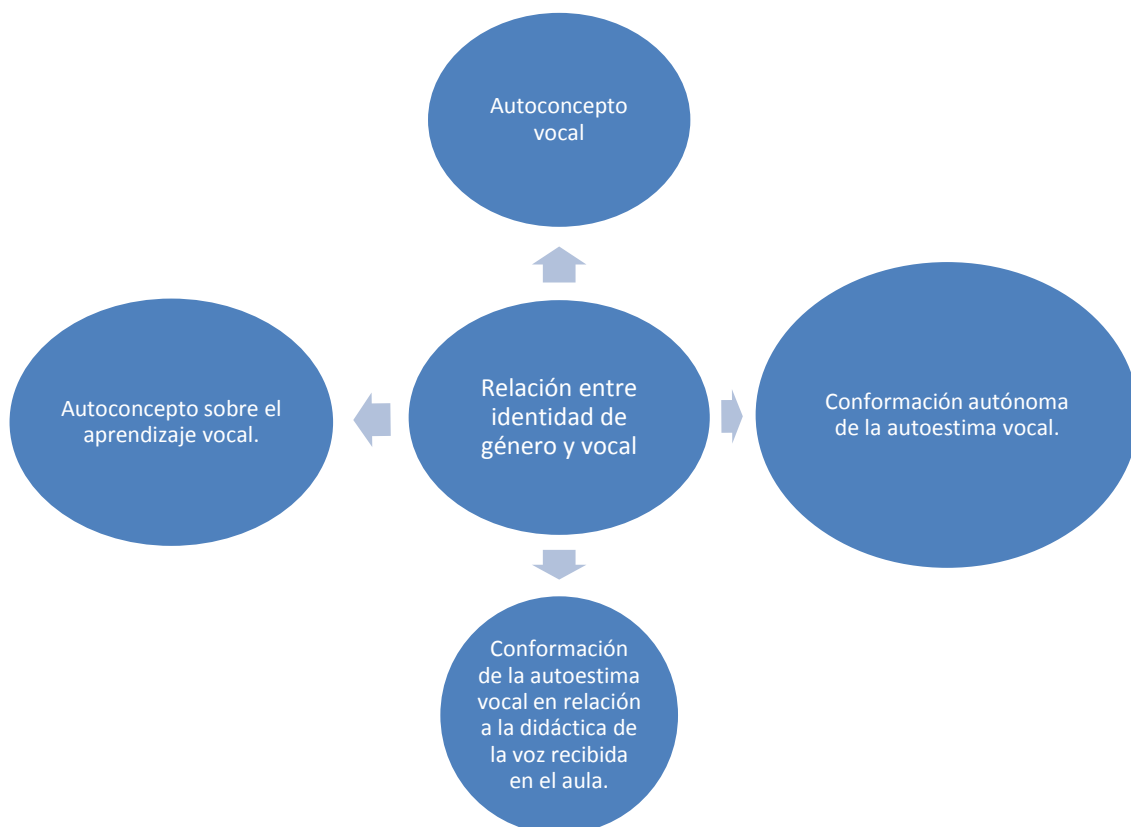 Autoconcepto
vocal
Autoconcepto sobre el
aprendizaje vocal.
Relación entre
identidad de
género y vocal
Conformación autónoma
de la autoestima vocal.
Conformación
de la autoestima
vocal en relación
a la didáctica de
la voz recibida
en el aula.